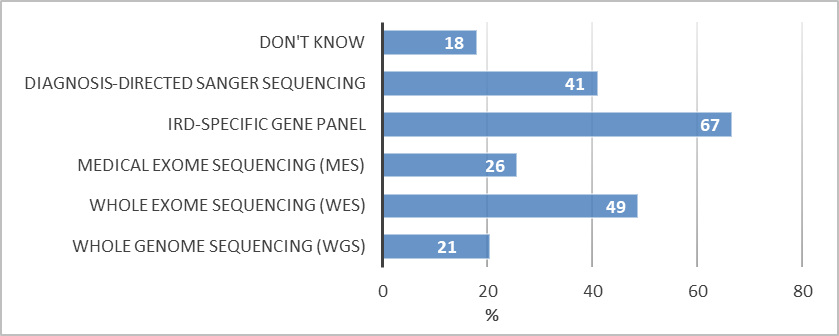 DON'T KNOW 18
DIAGNOSIS-DIRECTED SANGER SEQUENCING 41
IRD-SPECIFIC GENE PANEL 67
MEDICAL EXOME SEQUENCING (MES) 26
WHOLE EXOME SEQUENCING (WES) 49
WHOLE GENOME SEQUENCING (WGS) 21
0 20 40 60 80
%